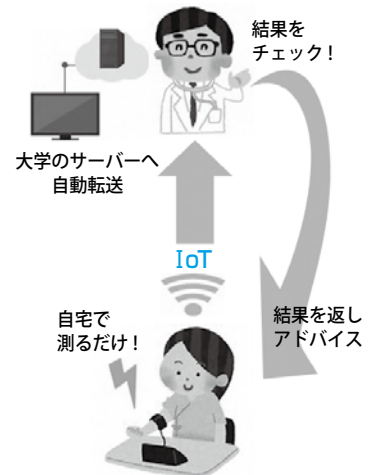 結果を
チェック！
大学のサーバーへ
自動転送
IoT
自宅で
測るだけ！
結果を返し
アドバイス